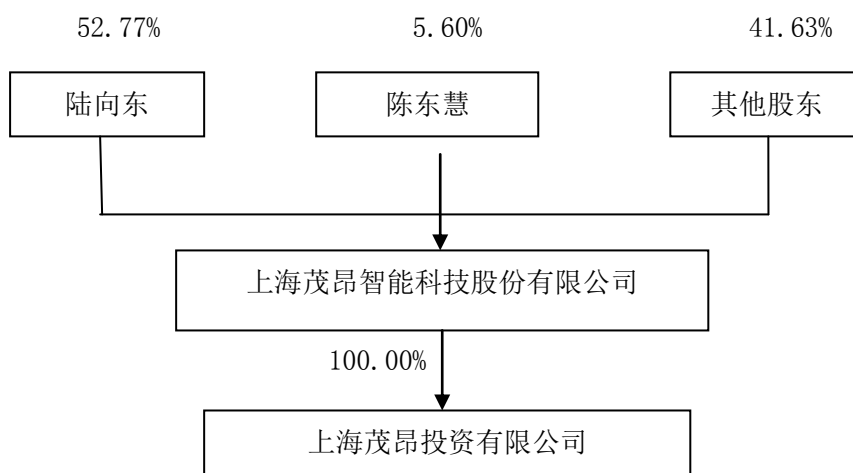 52.77% 5.60% 41.63%
陆向东 陈东慧 其他股东
上海茂昂智能科技股份有限公司
100.00%
上海茂昂投资有限公司